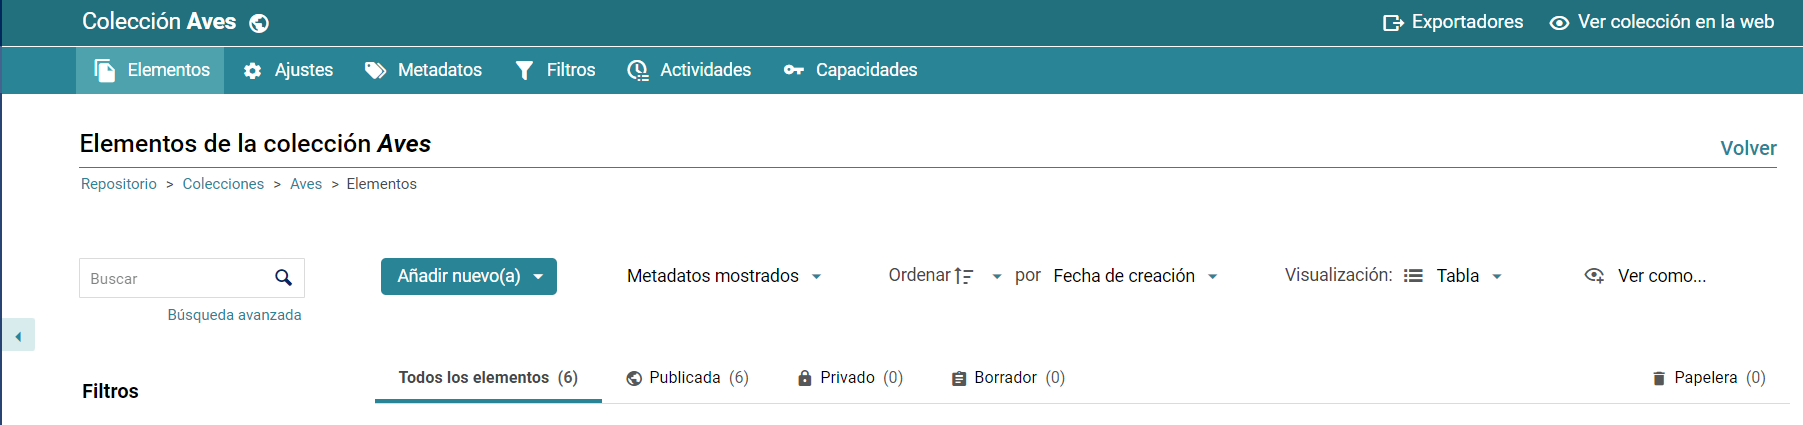 Colección Aves
Exportadores
Ver colección en la web
Elementos
Ajustes
Metadatos
Filtros
Actividades
Capacidades
Elementos de la colección Aves
Volver
Repositorio > Colecciones > Aves > Elementos
Buscar
Añadir nuevo(a)
Metadatos mostrados
Ordenar
por
Fecha de creación
Visualización:
Tabla
Ver como...
Búsqueda avanzada
Filtros
Todos los elementos (6)
Publicada (6)
Privado (0)
Borrador (0)
Papelera (0)